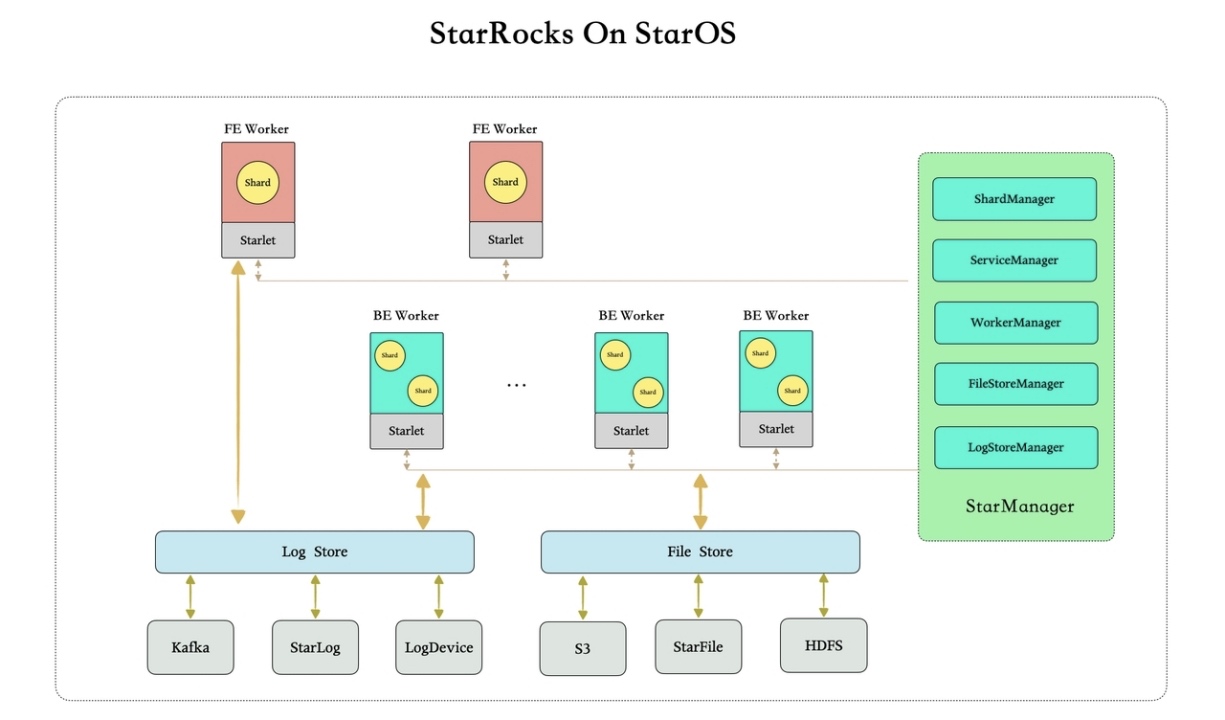 StarRocks On StarOS
FE Worker
FE Worker
Shard
Shard
Starlet
Starlet
BE Worker
BE Worker
BE Worker
Shard
Shard
Shard
Shard
Shard
Shard
...
Starlet
Starlet
Starlet
ShardManager
ServiceManager
WorkerManager
FileStoreManager
LogStoreManager
StarManager
Log Store
File Store
Kafka
StarLog
LogDevice
S3
StarFile
HDFS